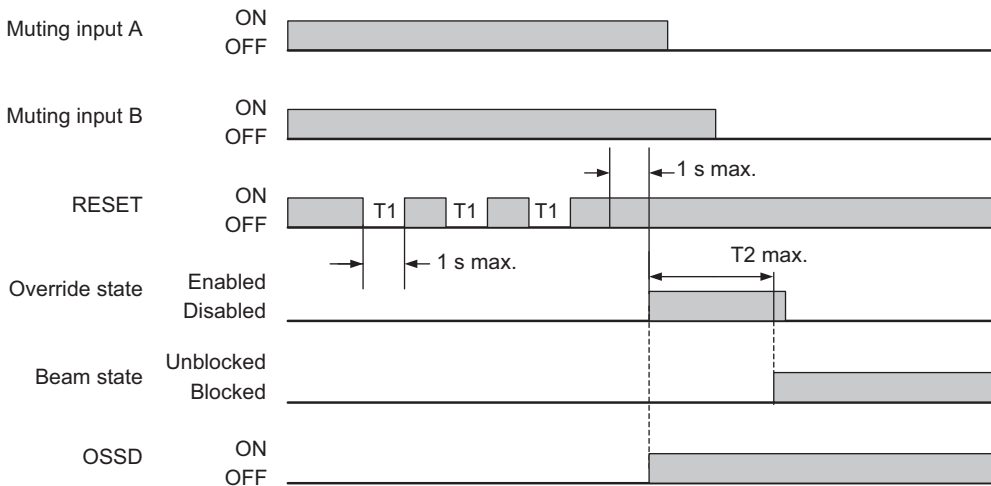 Muting input A
ON
OFF
Muting input B
ON
OFF
1 s max.
RESET
ON
OFF
T1
T1
T1
1 s max.
T2 max.
Override state
Enabled
Disabled
Beam state
Unblocked
Blocked
OSSD
ON
OFF